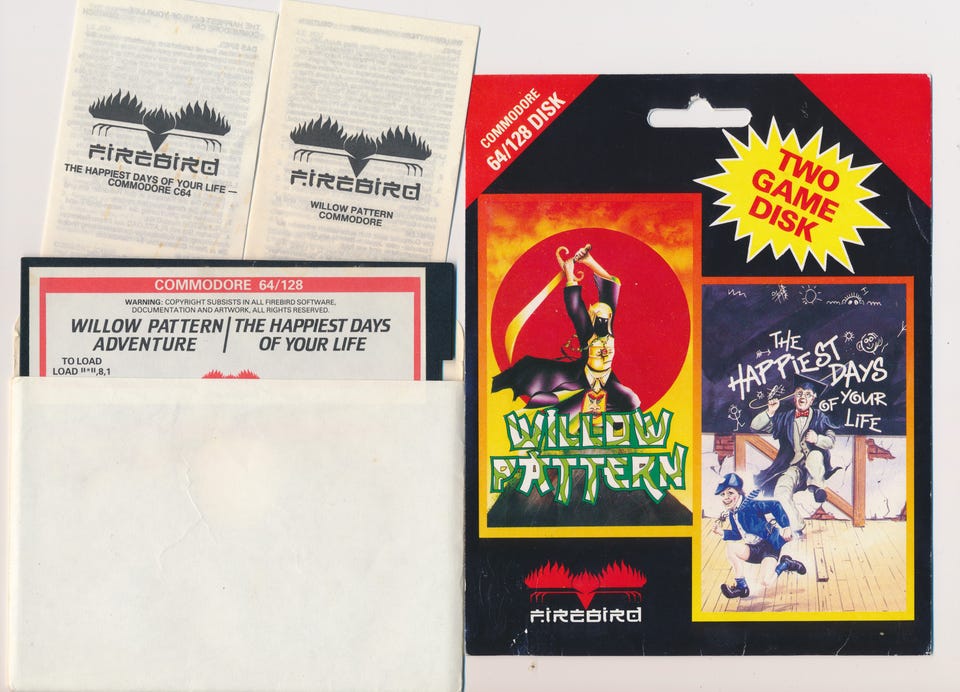 FIREBIRD
THE HAPPIEST DAYS OF YOUR LIFE —
COMMODORE C64
FIREBIRD
WILLOW PATTERN
COMMODORE
COMMODORE 64/128
WARNING: COPYRIGHT SUBSISTS IN ALL FIREBIRD SOFTWARE,
DOCUMENTATION AND ARTWORK, ALL RIGHTS RESERVED.
WILLOW PATTERN
ADVENTURE
THE HAPPIEST DAYS
OF YOUR LIFE
TO LOAD
LOAD "*",8,1
COMMODORE
64/128 DISK
TWO
GAME
DISK
WILLOW
PATTERN
THE
HAPPIEST
DAYS
OF YOUR
LIFE
FIREBIRD